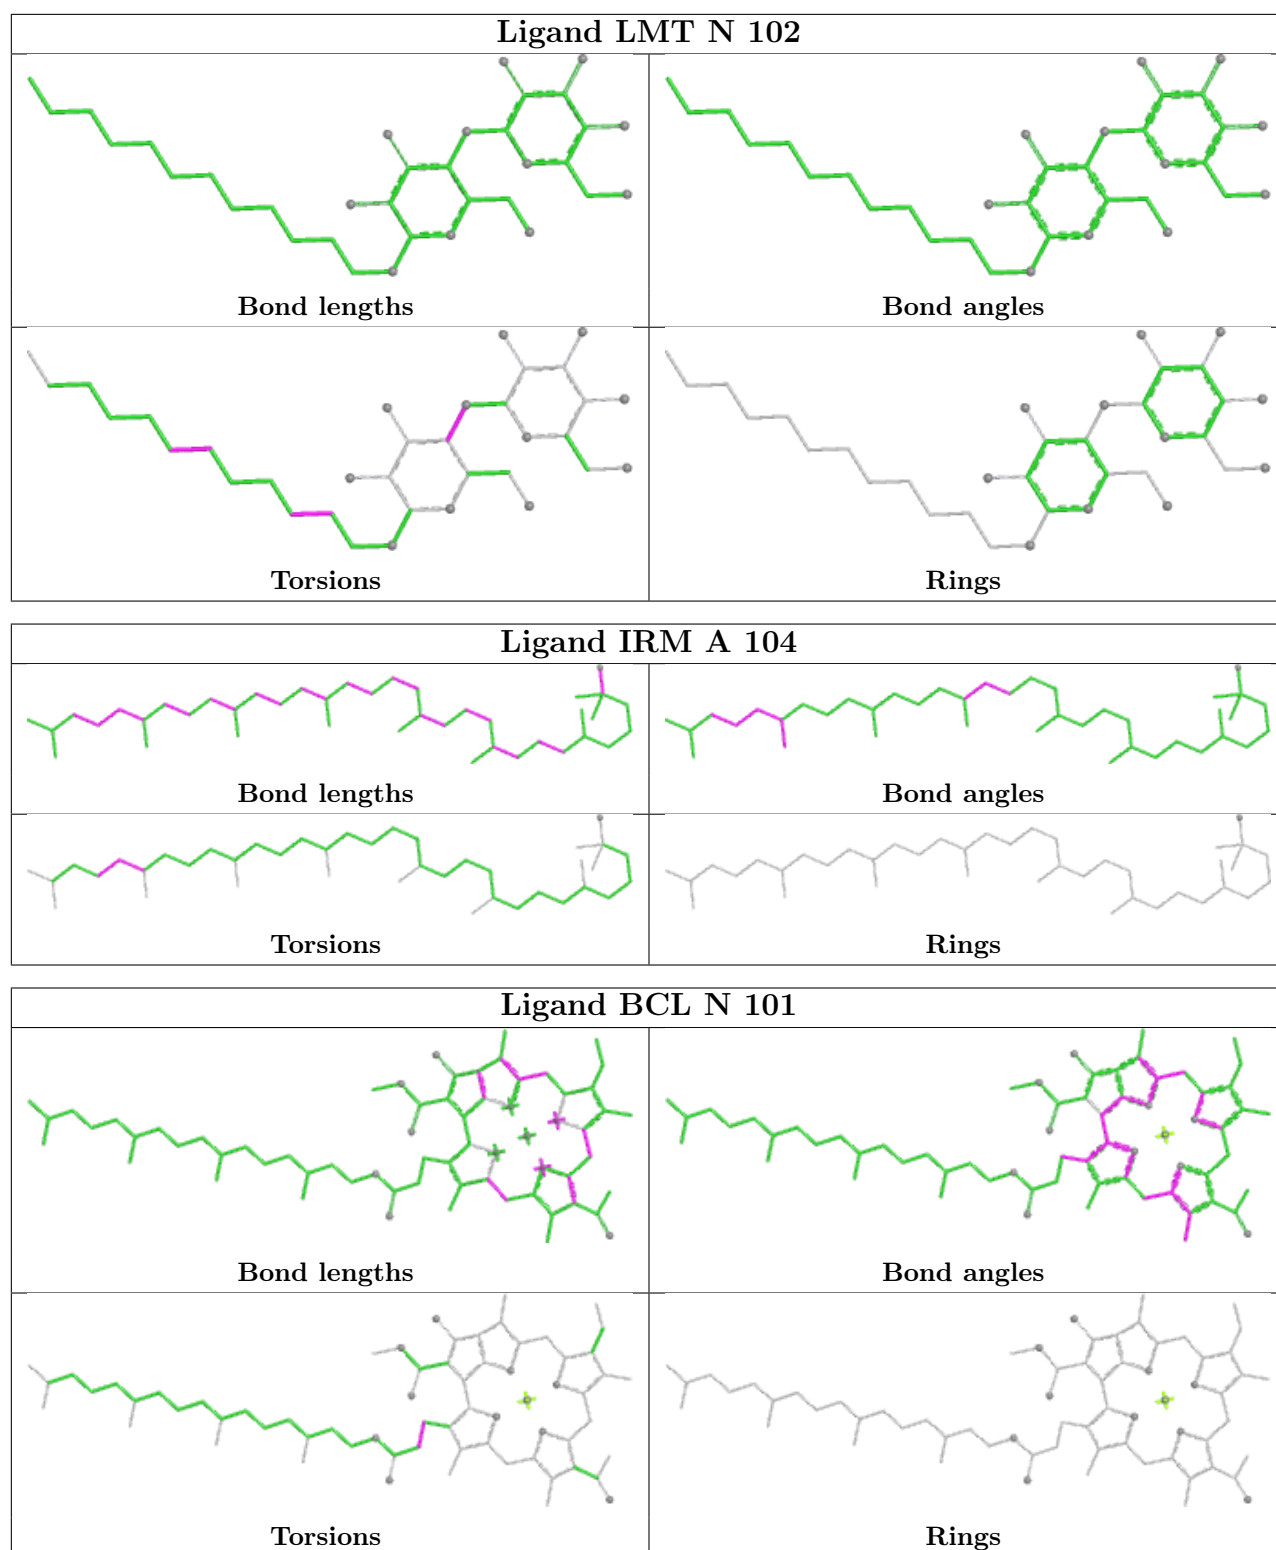 Ligand LMT N 102
Bond lengths
Bond angles
Torsions
Rings
Ligand IRM A 104
Bond lengths
Bond angles
Torsions
Rings
Ligand BCL N 101
Bond lengths
Bond angles
Torsions
Rings